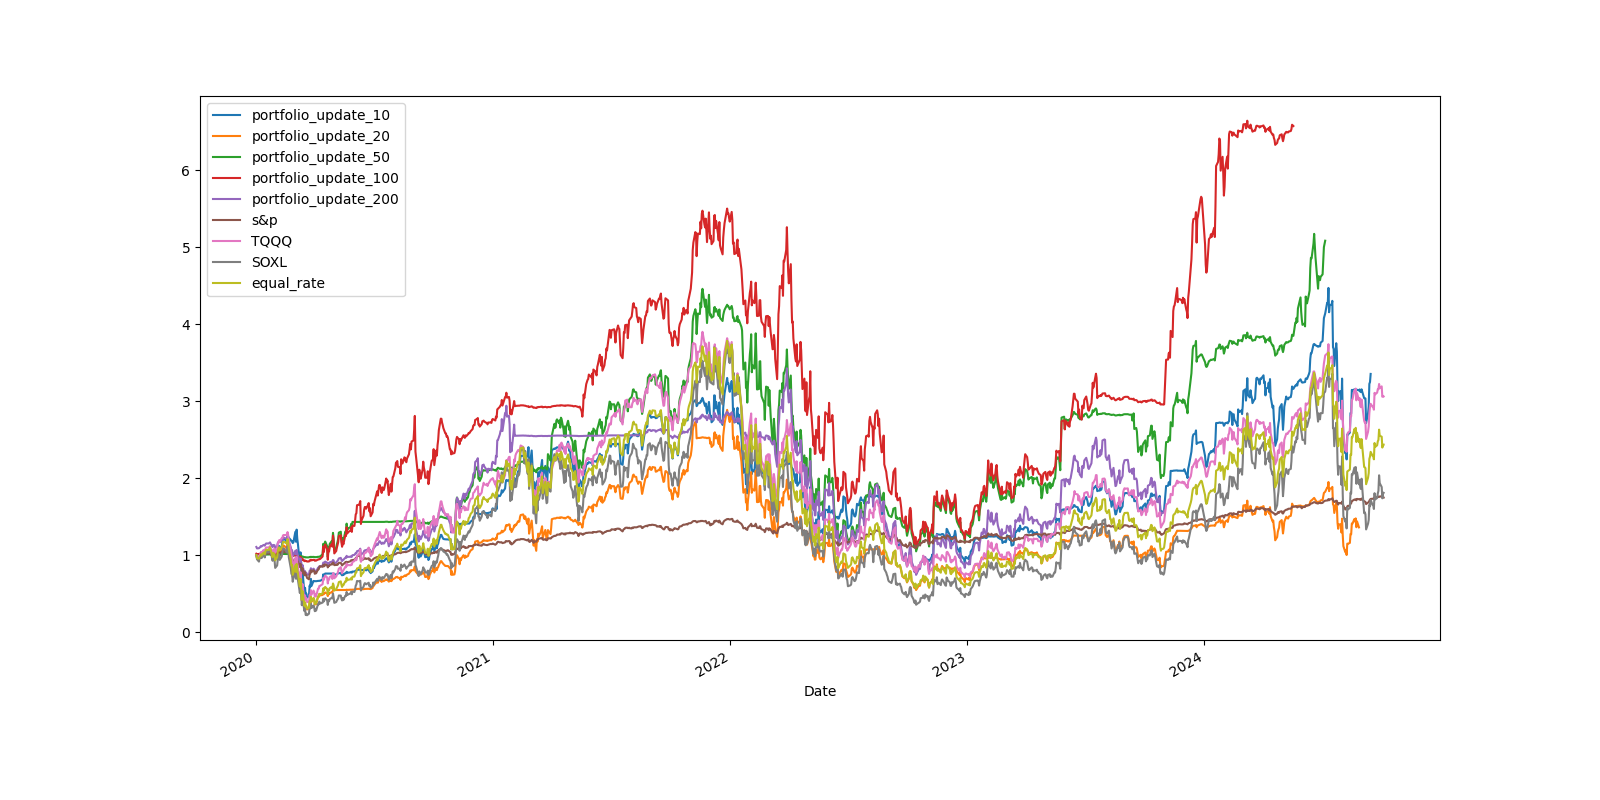 portfolio_update_10
portfolio_update_20
portfolio_update_50
portfolio_update_100
portfolio_update_200
s&p
TQQQ
SOXL
equal_rate
6
5
4
3
2
1
0
2020
2021
2022
2023
2024
Date